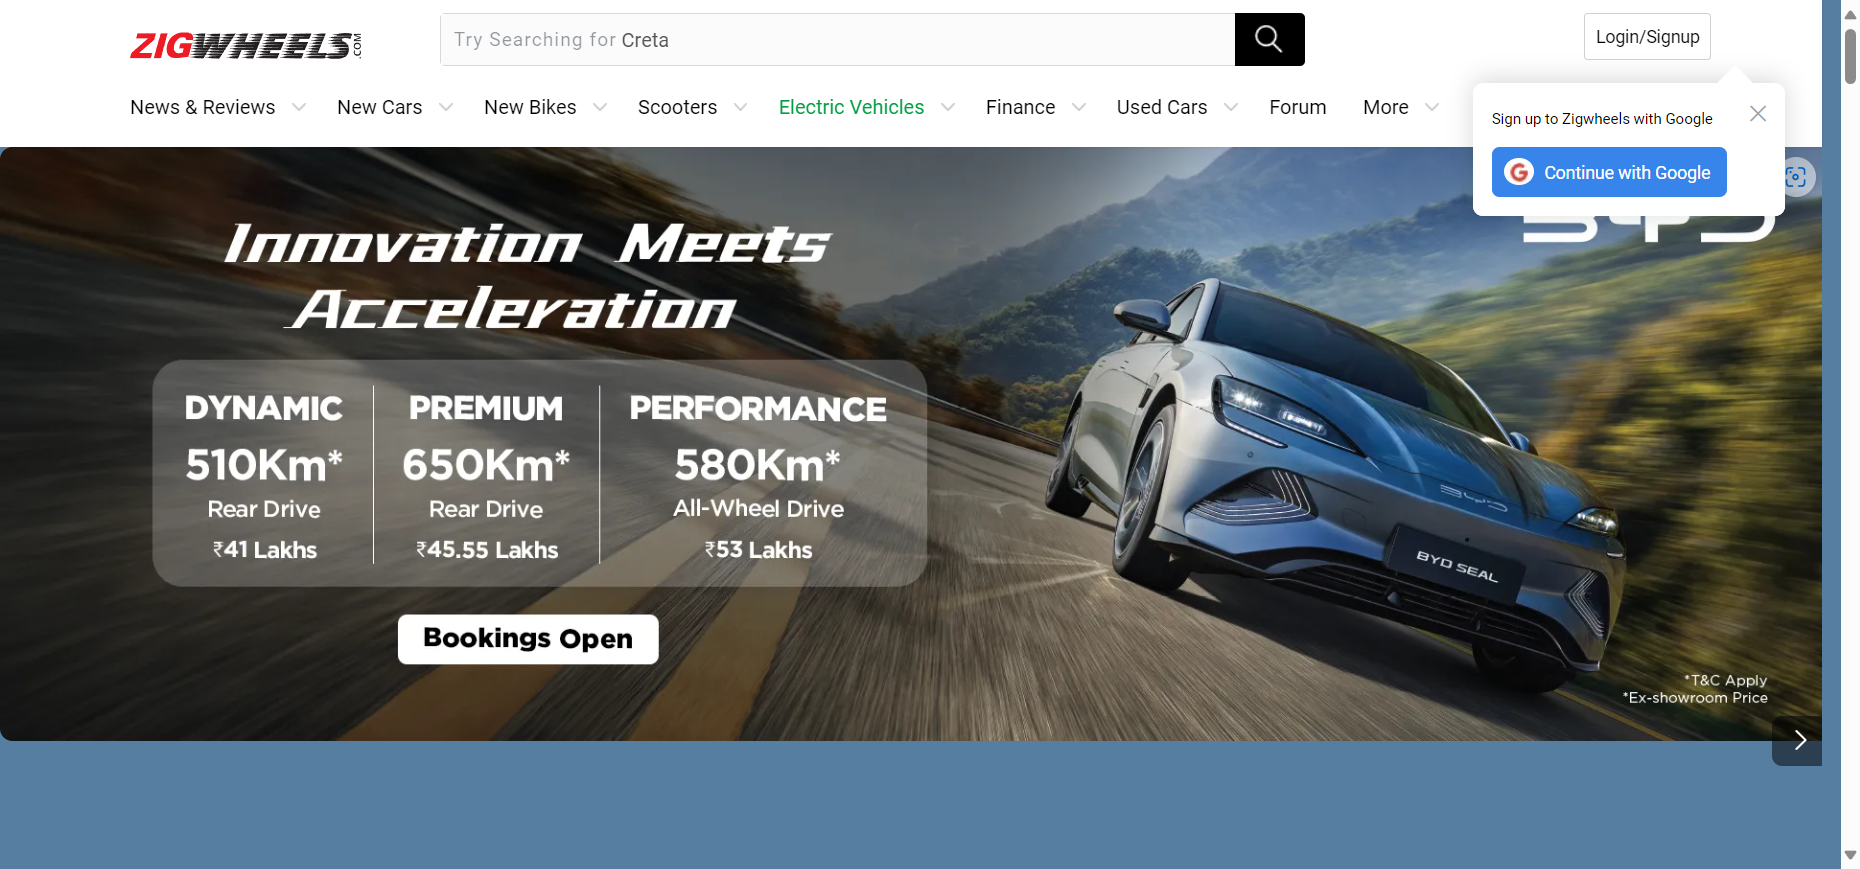 ZIGWHEELS.COM
Try Searching for Creta
Login/Signup
News & Reviews
New Cars
New Bikes
Scooters
Electric Vehicles
Finance
Used Cars
Forum
More
Sign up to Zigwheels with Google
Continue with Google
Innovation Meets
Acceleration
DYNAMIC
510Km*
Rear Drive
₹41 Lakhs
PREMIUM
650Km*
Rear Drive
₹45.55 Lakhs
PERFORMANCE
580Km*
All-Wheel Drive
₹53 Lakhs
Bookings Open
BYD
BYD
BYD SEAL
*T&C Apply
*Ex-showroom Price